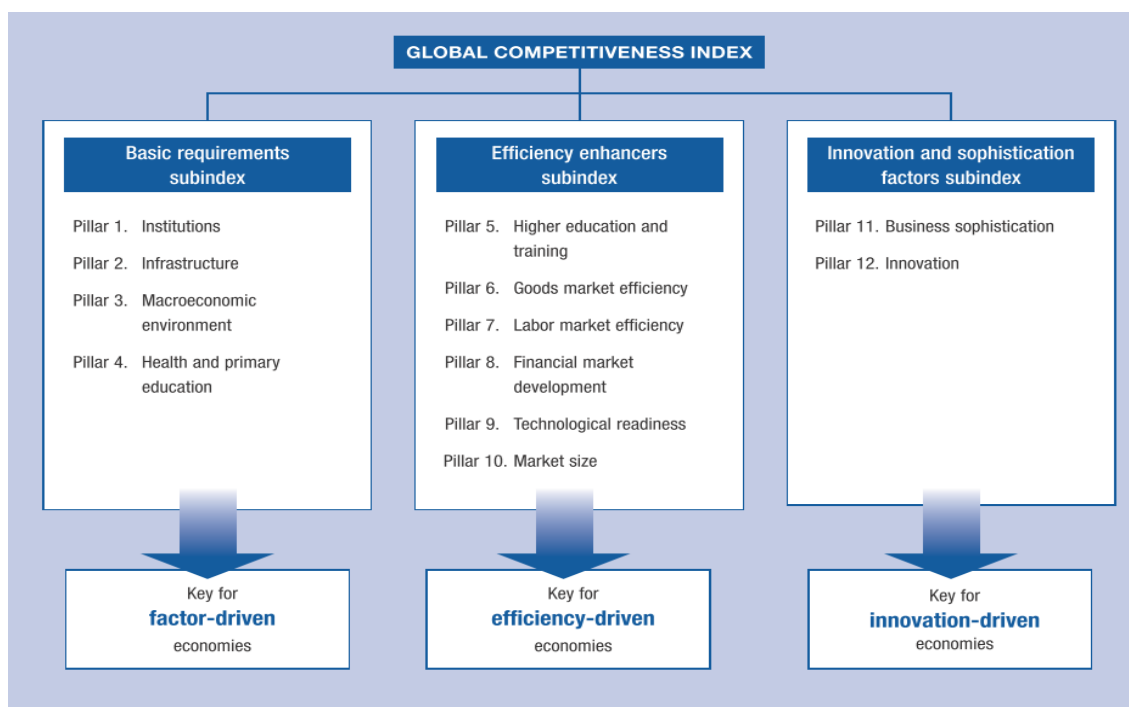 GLOBAL COMPETITIVENESS INDEX
Basic requirements
subindex
Pillar 1. Institutions
Pillar 2. Infrastructure
Pillar 3. Macroeconomic
environment
Pillar 4. Health and primary
education
Key for
factor-driven
economies
Efficiency enhancers
subindex
Pillar 5. Higher education and
training
Pillar 6. Goods market efficiency
Pillar 7. Labor market efficiency
Pillar 8. Financial market
development
Pillar 9. Technological readiness
Pillar 10. Market size
Key for
efficiency-driven
economies
Innovation and sophistication
factors subindex
Pillar 11. Business sophistication
Pillar 12. Innovation
Key for
innovation-driven
economies